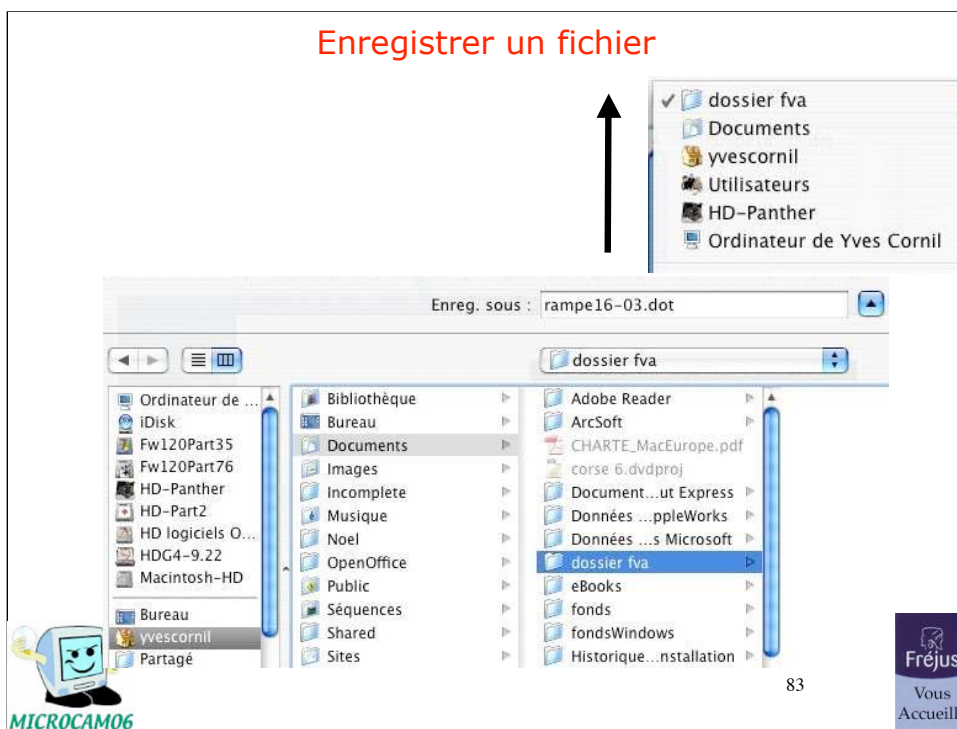 Enregistrer un fichier
dossier fva
Documents
yvescornil
Utilisateurs
HD-Panther
Ordinateur de Yves Cornil
Enreg. sous : rampe16-03.dot
dossier fva
Ordinateur de ...
iDisk
Fw120Part35
Fw120Part76
HD-Panther
HD-Part2
HD logiciels O...
HDG4-9.22
Macintosh-HD
Bureau
yvescornil
Partagé
Bibliothèque
Bureau
Documents
Images
Incomplete
Musique
Noel
OpenOffice
Public
Séquences
Shared
Sites
Adobe Reader
ArcSoft
CHARTE_MacEurope.pdf
corse 6.dvdproj
Document...ut Express
Données ...ppleWorks
Données ...s Microsoft
dossier fva
eBooks
fonds
fondsWindows
Historique...nstallation
83
MICROCAM06
Fréjus
Vous
Accueill